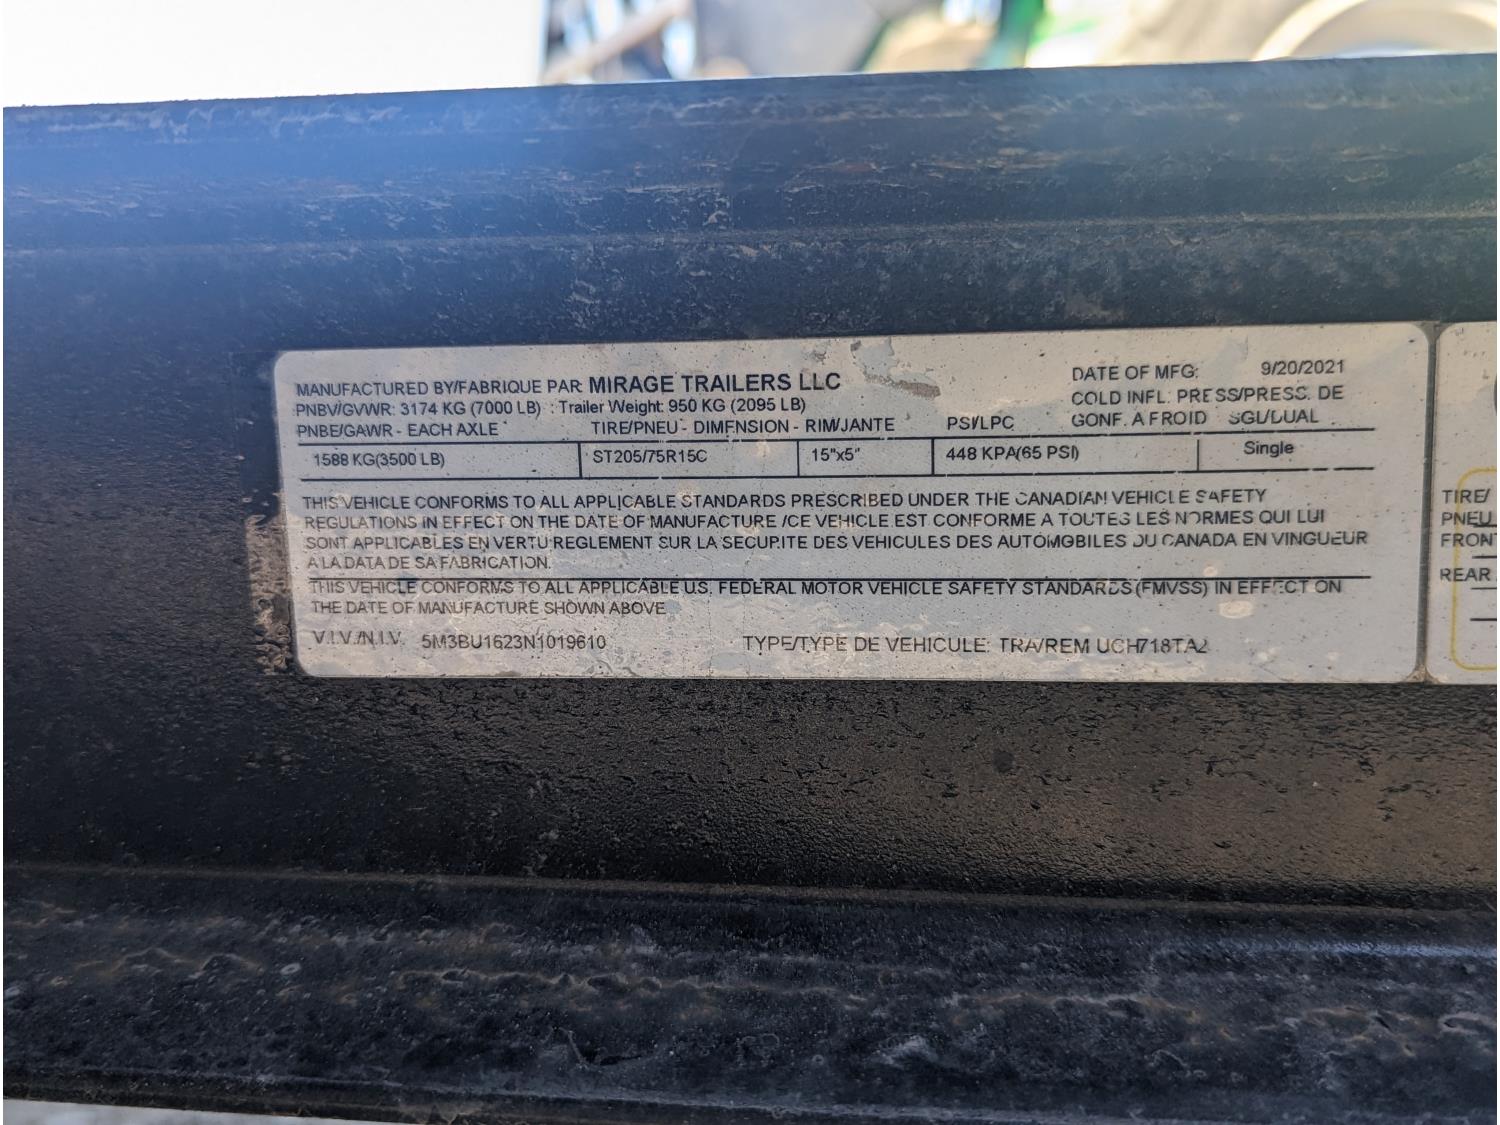 MANUFACTURED BY/FABRIQUE PAR: MIRAGE TRAILERS LLC
DATE OF MFG: 9/20/2021
PNBV/GVWR: 3174 KG (7000 LB) : Trailer Weight: 950 KG (2095 LB)
COLD INFL. PRESS/PRESS. DE
PNBE/GAWR - EACH AXLE TIRE/PNEU - DIMENSION - RIM/JANTE PSI/LPC
GONF. A FROID SGL/DUAL
1588 KG(3500 LB) ST205/75R15C 15"x5" 448 KPA(65 PSI) Single
THIS VEHICLE CONFORMS TO ALL APPLICABLE STANDARDS PRESCRIBED UNDER THE CANADIAN VEHICLE SAFETY
REGULATIONS IN EFFECT ON THE DATE OF MANUFACTURE /CE VEHICLE EST CONFORME A TOUTES LES NORMES QUI LUI
SONT APPLICABLES EN VERTU REGLEMENT SUR LA SECURITE DES VEHICULES DES AUTOMOBILES DU CANADA EN VINGUEUR
A LA DATA DE SA FABRICATION.
THIS VEHICLE CONFORMS TO ALL APPLICABLE U.S. FEDERAL MOTOR VEHICLE SAFETY STANDARDS (FMVSS) IN EFFECT ON
THE DATE OF MANUFACTURE SHOWN ABOVE
V.I.V./N.I.V. 5M3BU1623N1019610 TYPE/TYPE DE VEHICULE: TRA/REM UCH718TA2
TIRE/
PNEU
FRONT
REAR